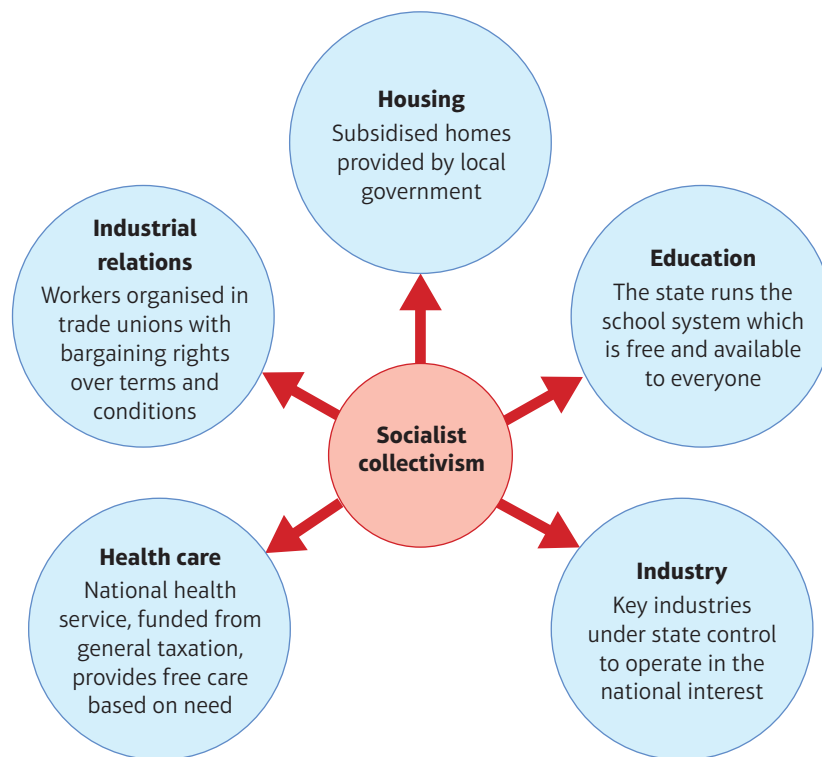 Housing
Subsidised homes
provided by local
government
Industrial
relations
Workers organised in
trade unions with
bargaining rights
over terms and
conditions
Education
The state runs the
school system which
is free and available
to everyone
Socialist
collectivism
Health care
National health
service, funded from
general taxation,
provides free care
based on need
Industry
Key industries
under state control
to operate in the
national interest